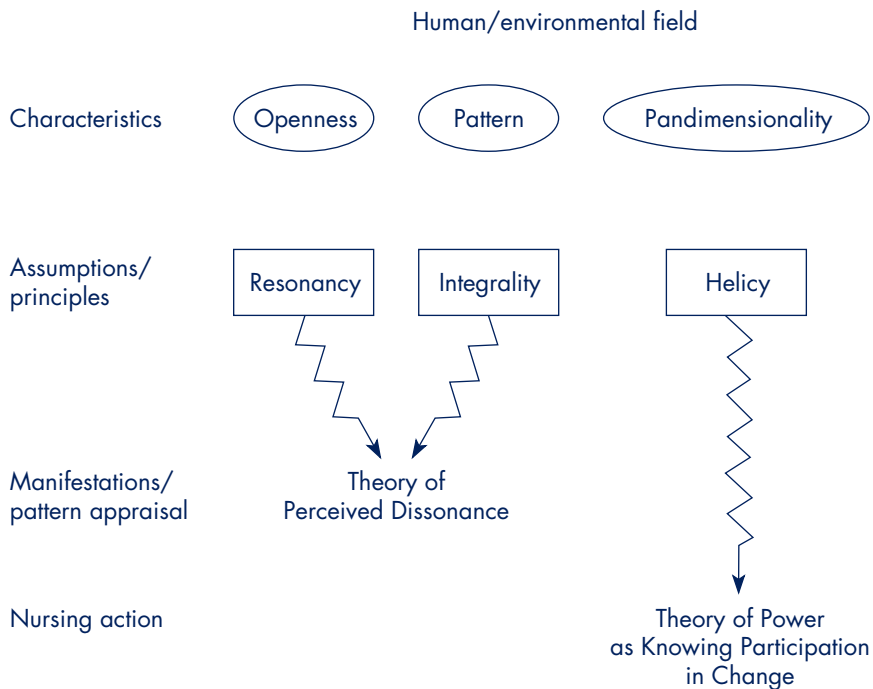 Human/environmental field
Characteristics
Openness
Pattern
Pandimensionality
Assumptions/
principles
Resonancy
Integrality
Helicy
Manifestations/
pattern appraisal
Theory of
Perceived Dissonance
Nursing action
Theory of Power
as Knowing Participation
in Change